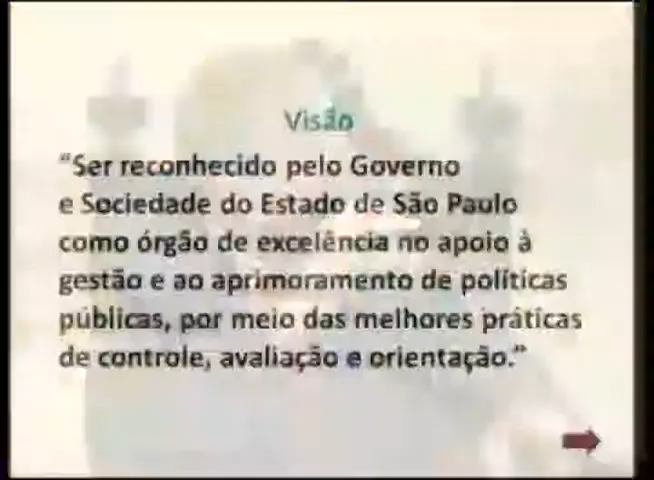 Visão
“Ser reconhecido pelo Governo
e Sociedade do Estado de São Paulo
como órgão de excelência no apoio à
gestão e ao aprimoramento de políticas
públicas, por meio das melhores práticas
de controle, avaliação e orientação.”